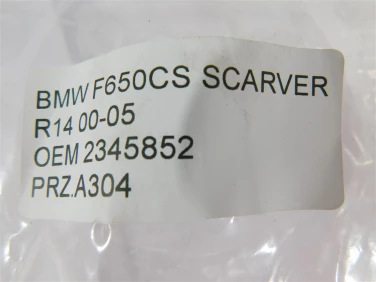 BMW F650CS SCARVER
R14 00-05
OEM 2345852
PRZ.A304